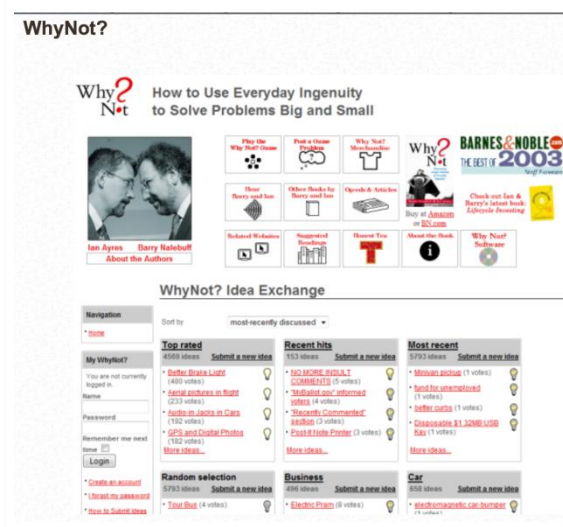 WhyNot?
Why?
Not
How to Use Everyday Ingenuity
to Solve Problems Big and Small
Ian Ayres Barry Nalebuff
About the Authors
Play the
Why Not? Game
Post a Game
Problem
Why Not?
Merchandise
Hear
Barry and Ian
Other Books by
Barry and Ian
Op-eds & Articles
Related Websites
Suggested
Readings
Honest Tea
T
About the Book
Why Not?
Software
Why?
Not
Buy at Amazon
or BN.com
BARNES&NOBLE.com
THE BEST OF 2003
Check out Ian &
Barry's latest book:
Lifecycle Investing
WhyNot? Idea Exchange
Navigation
Home
My WhyNot?
You are not currently
logged in.
Name
Password
Remember me next
time
Login
Create an account
I forgot my password
How to Submit Ideas
Sort by most-recently discussed
Top rated
4569 ideas Submit a new idea
Better Brake Light
(480 votes)
Aerial pictures in flight
(233 votes)
Audio-in Jacks in Cars
(192 votes)
GPS and Digital Photos
(182 votes)
More ideas...
Recent hits
153 ideas Submit a new idea
NO MORE INSULT
COMMENTS (5 votes)
"MyBallot.gov" informed
voters (4 votes)
"Recently Commented"
section (3 votes)
Post-It Note Printer (3 votes)
More ideas...
Most recent
5793 ideas Submit a new idea
Minivan pickup (1 votes)
fund for unemployed
(1 votes)
better curbs (1 votes)
Disposable $1 32MB USB
Key (1 votes)
More ideas...
Random selection
5793 ideas Submit a new idea
Tour Bus (4 votes)
Business
496 ideas Submit a new idea
Electric Pram (8 votes)
Car
658 ideas Submit a new idea
electromagnetic car-bumper
(1 votes)